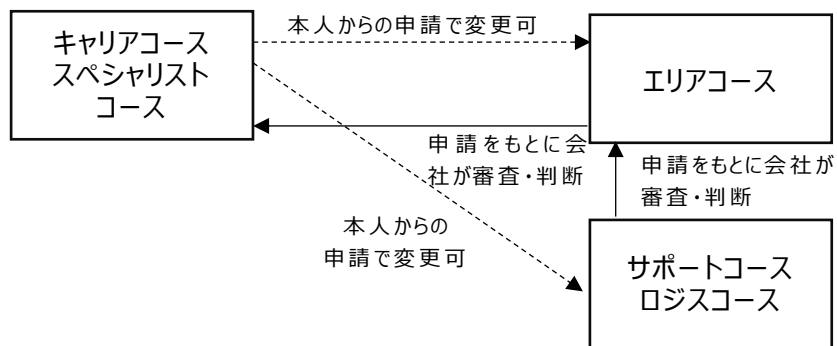 本人からの申請で変更可
キャリアコース
スペシャリスト
コース
エリアコース
申請をもとに会
社が審査・判断
申請をもとに会社が
審査・判断
本人からの
申請で変更可
サポートコース
ロジスコース